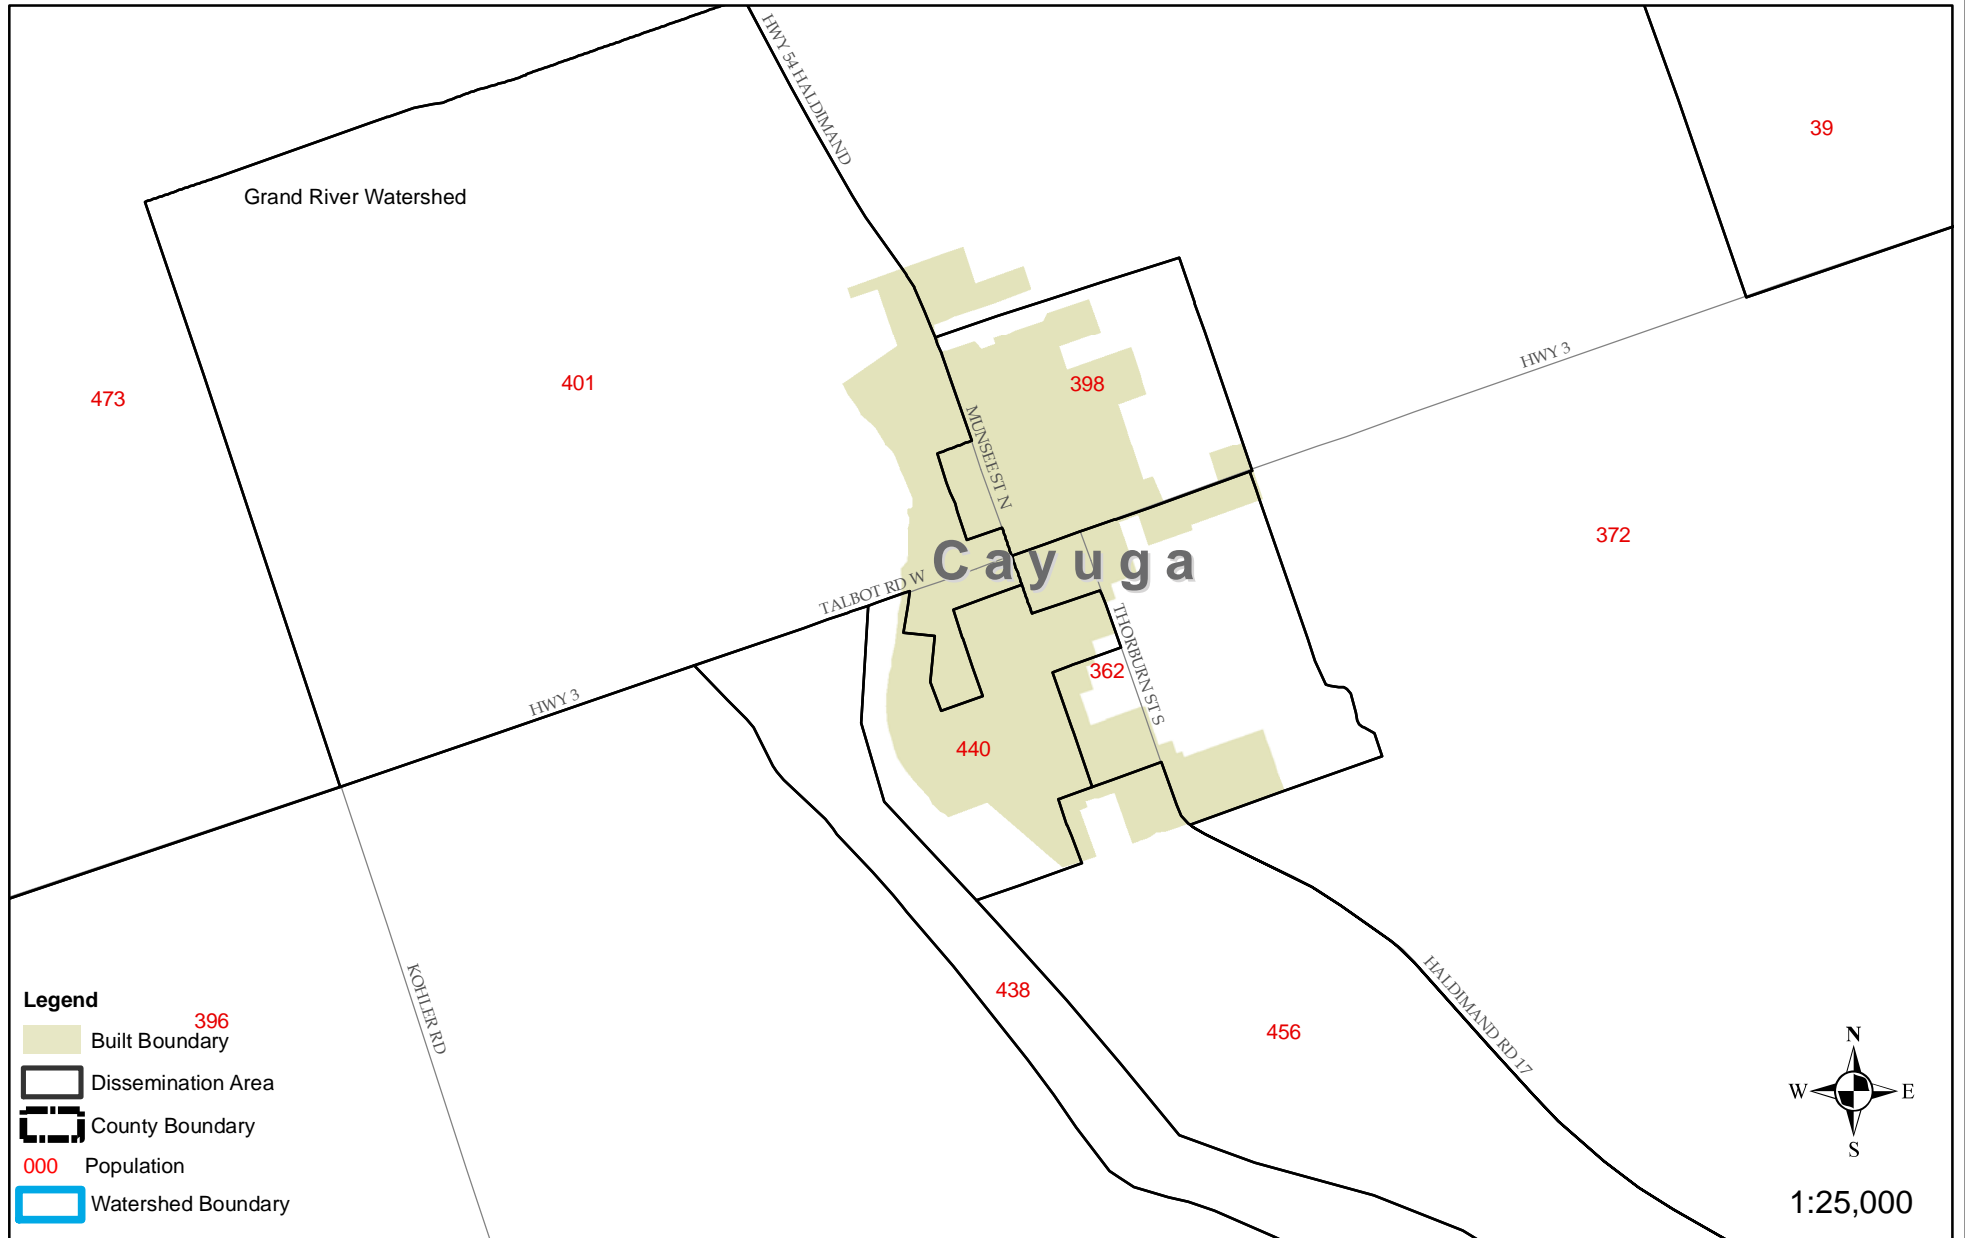 HWY 54 HALDIMAND
39
Grand River Watershed
HWY 3
473
401
398
MUNSEE ST N
372
Cayuga
TALBOT RD W
THORBURN ST S
362
HWY 3
440
KOHLER RD
438
456
HALDIMAND RD 17
Legend
396
Built Boundary
Dissemination Area
County Boundary
000 Population
Watershed Boundary
N
W E
S
1:25,000